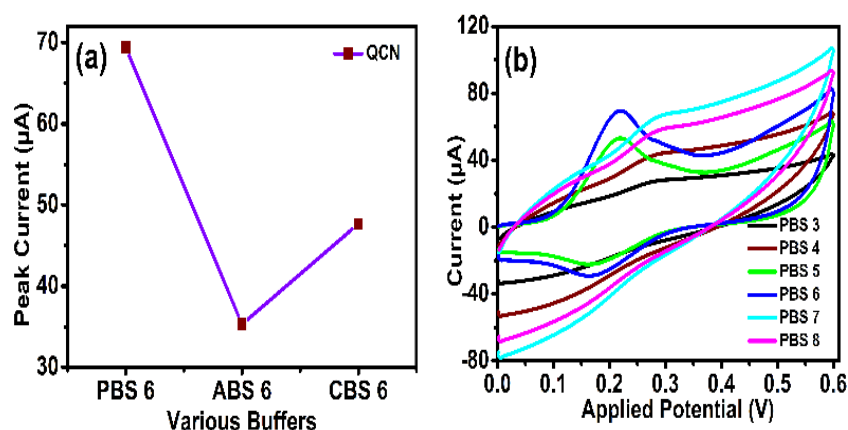 (a)
QCN
70
60
50
40
30
Peak Current (µA)
PBS 6 ABS 6 CBS 6
Various Buffers
(b)
120
80
40
0
-40
-80
Current (µA)
PBS 3
PBS 4
PBS 5
PBS 6
PBS 7
PBS 8
0.0 0.1 0.2 0.3 0.4 0.5 0.6
Applied Potential (V)